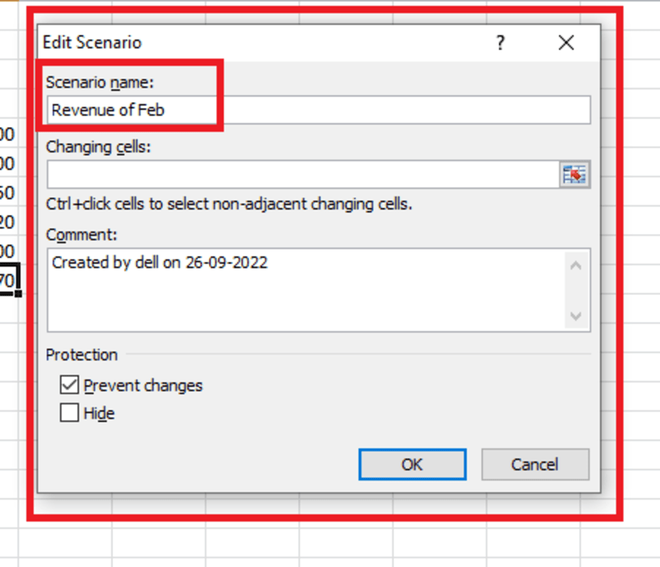 Edit Scenario ?
Scenario name:
Revenue of Feb
00
Changing cells:
00
50
Ctrl+click cells to select non-adjacent changing cells.
20
Comment:
00
Created by dell on 26-09-2022
70
Protection
Prevent changes
Hide
OK Cancel